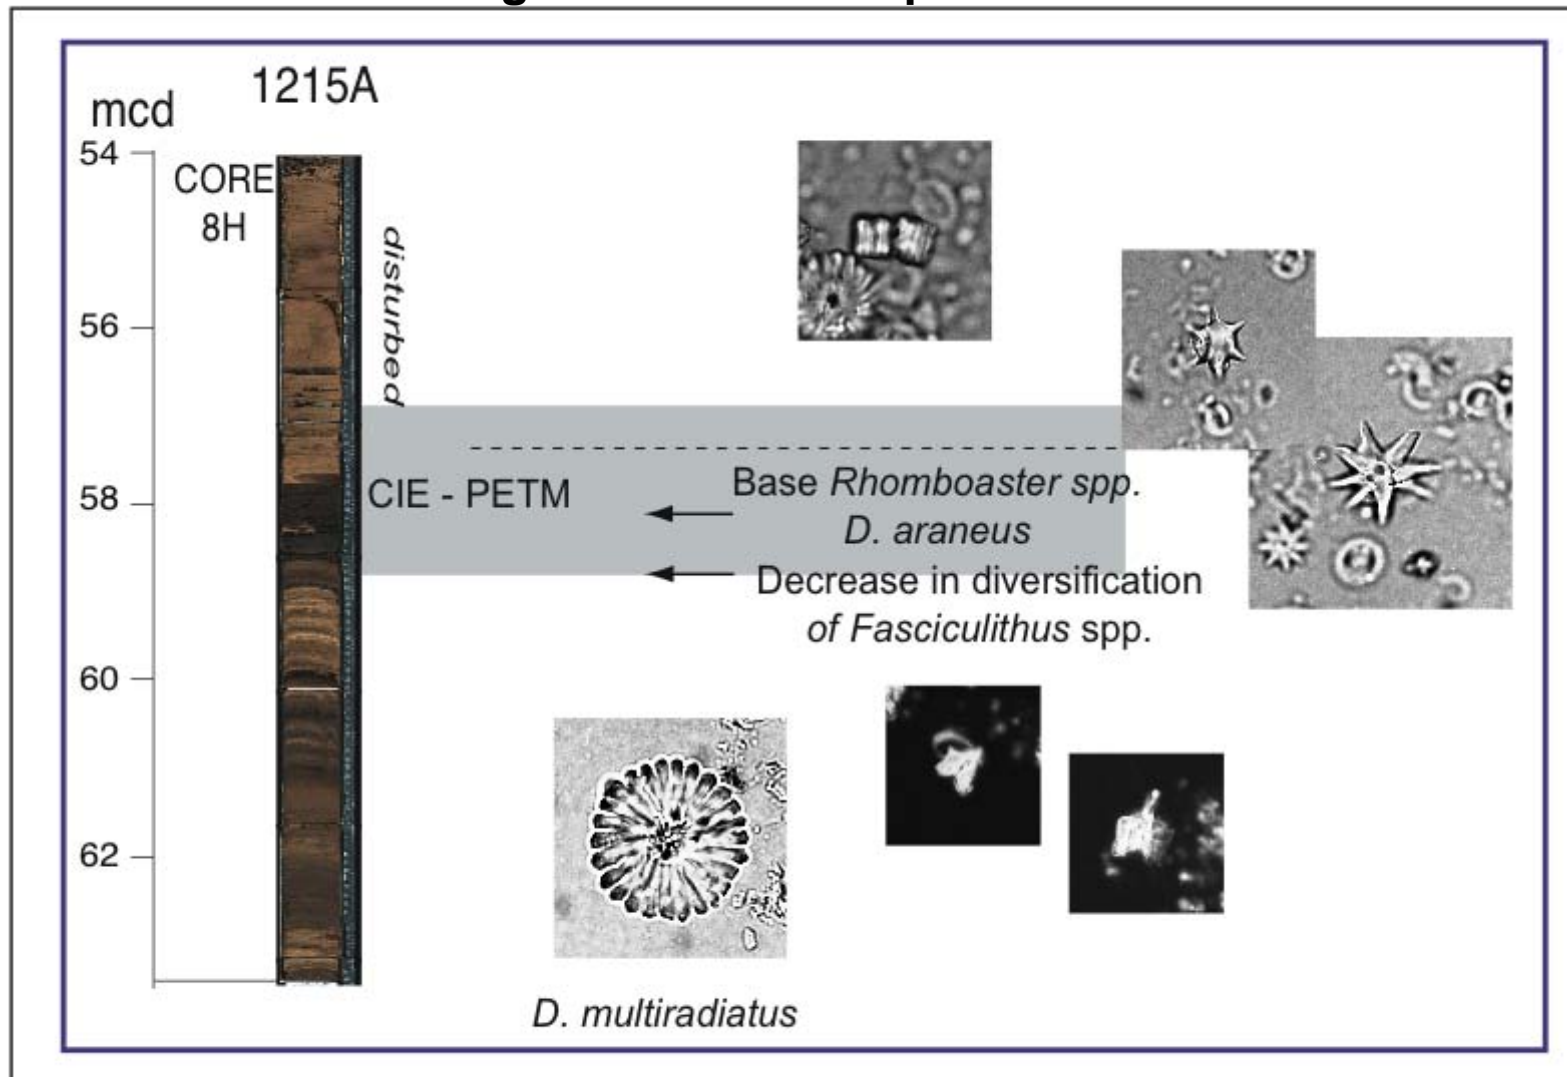 1215A
mcd
54
CORE
8H
disturbed
56
CIE - PETM
Base Rhomboaster spp.
D. araneus
58
Decrease in diversification
of Fasciculithus spp.
60
62
D. multiradiatus